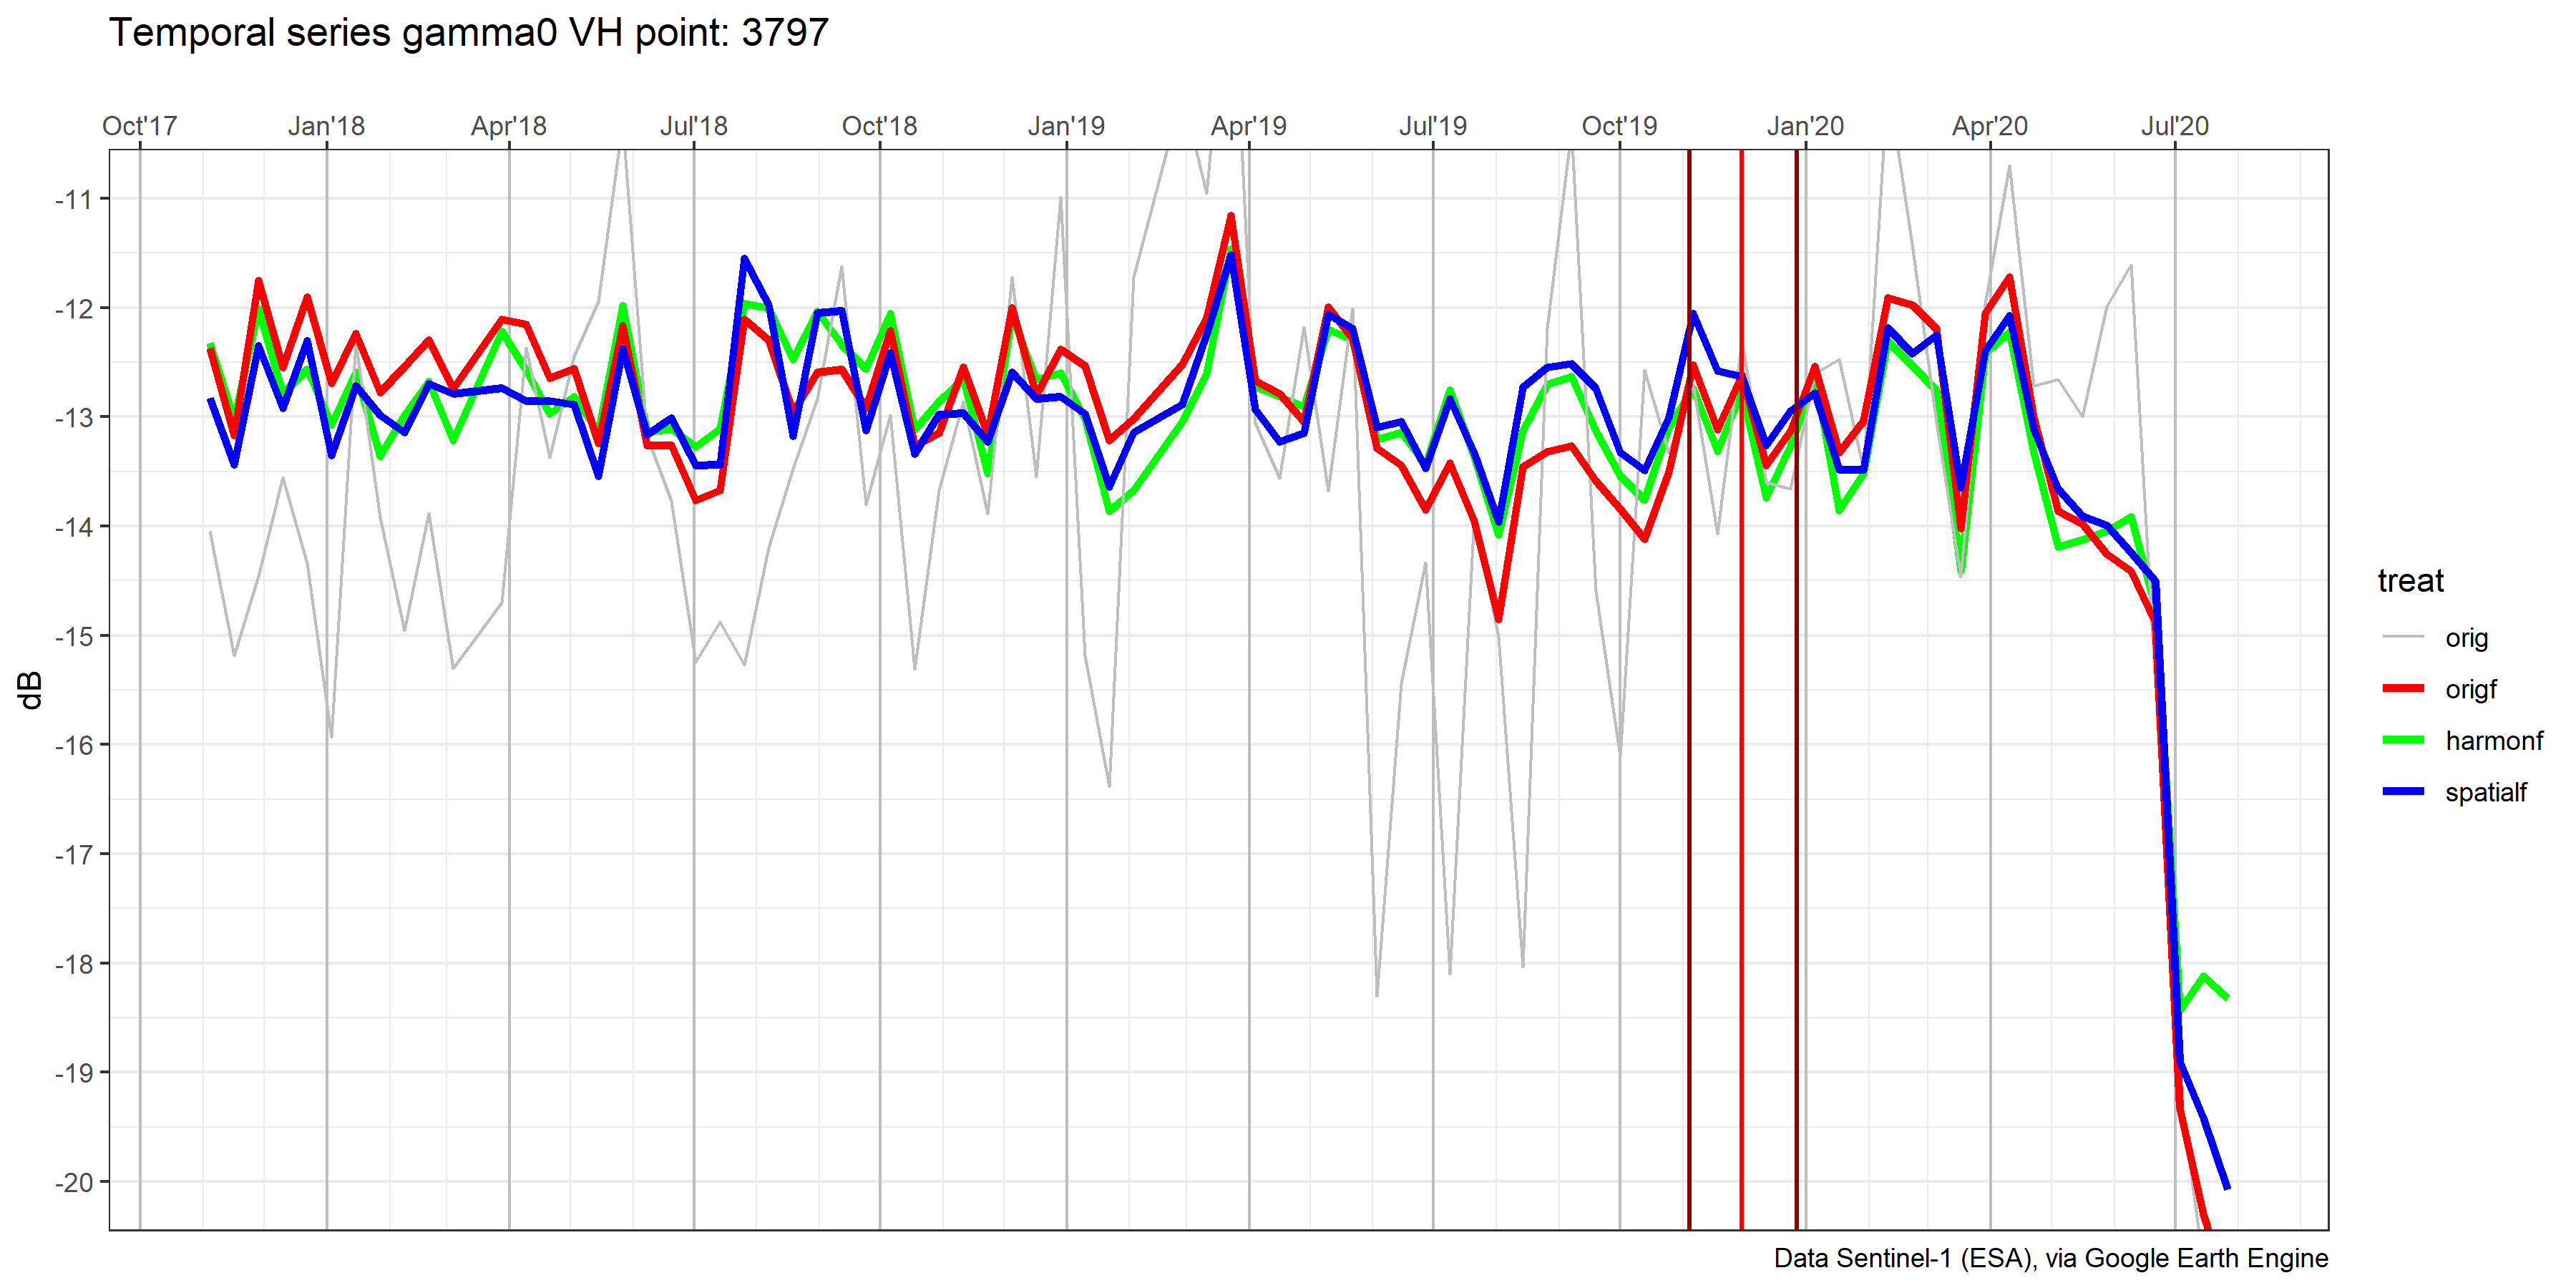 Temporal series gamma0 VH point: 3797
Oct'17 Jan'18 Apr'18 Jul'18 Oct'18 Jan'19 Apr'19 Jul'19 Oct'19 Jan'20 Apr'20 Jul'20
-11
-12
-13
-14
-15
-16
-17
-18
-19
-20
dB
treat
orig
origf
harmonf
spatialf
Data Sentinel-1 (ESA), via Google Earth Engine